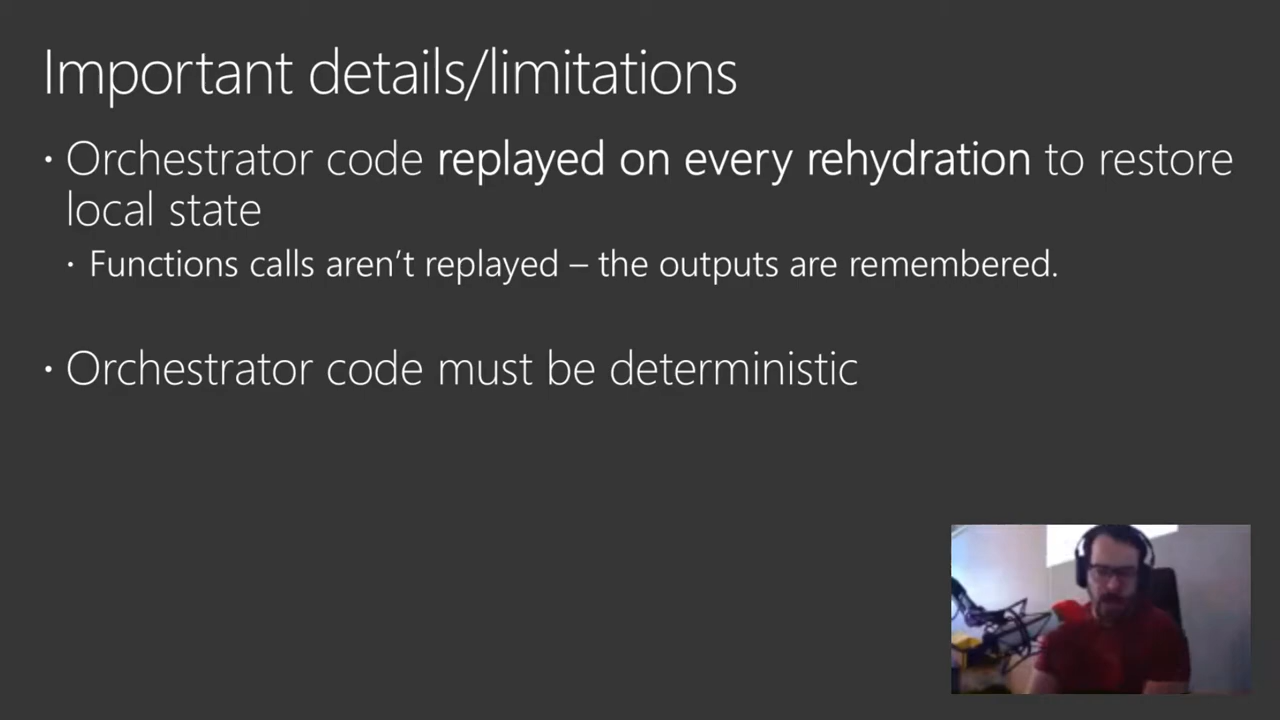 Important details/limitations
• Orchestrator code replayed on every rehydration to restore
local state
• Functions calls aren't replayed – the outputs are remembered.
• Orchestrator code must be deterministic